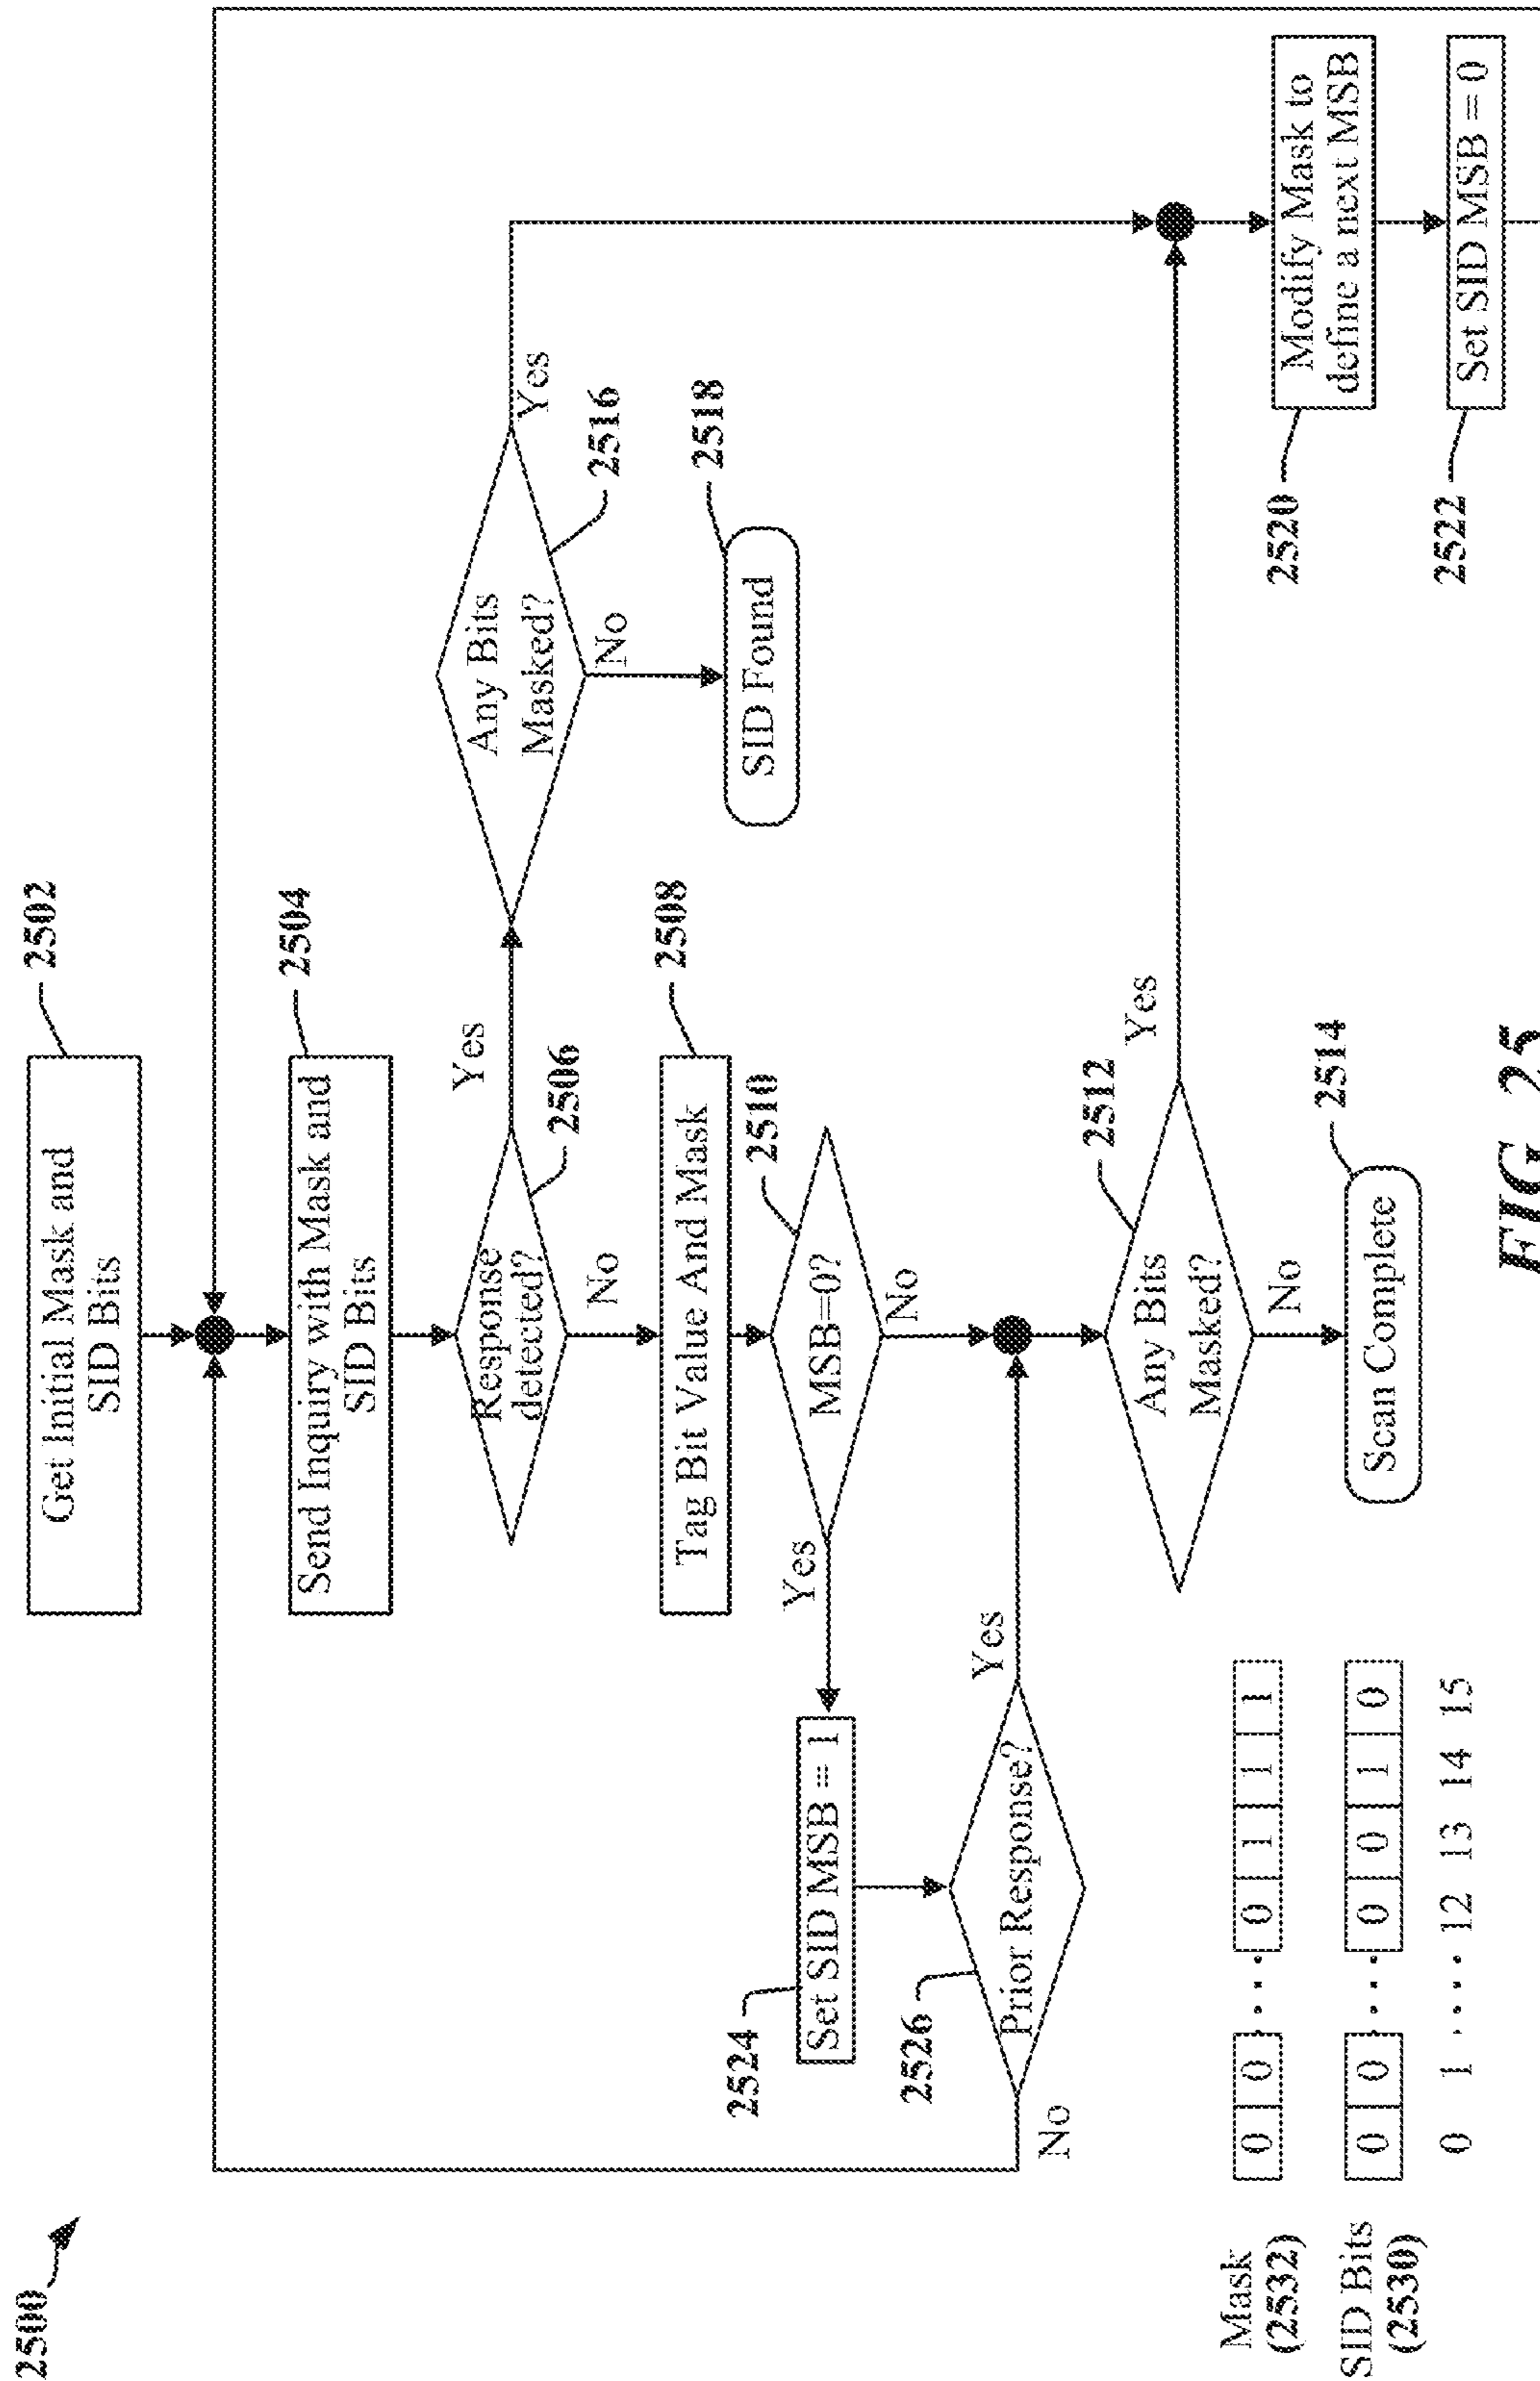 2500
Get Initial Mask and
SID Bits
2502
Send Inquiry with Mask and
SID Bits
2504
Response
detected?
2506
Yes
No
Any Bits
Masked?
2516
Yes
No
SID Found
2518
Tag Bit Value And Mask
2508
MSB=0?
2510
Yes
No
Set SID MSB = 1
2524
Prior Response?
2526
Yes
No
Any Bits
Masked?
2512
Yes
No
Scan Complete
2514
Modify Mask to
define a next MSB
2520
Set SID MSB = 0
2522
Mask
(2532)
0 0 ··· 0 1 1 1
SID Bits
(2530)
0 0 ··· 0 0 1 0
0 1 ···· 12 13 14 15
FIG. 25